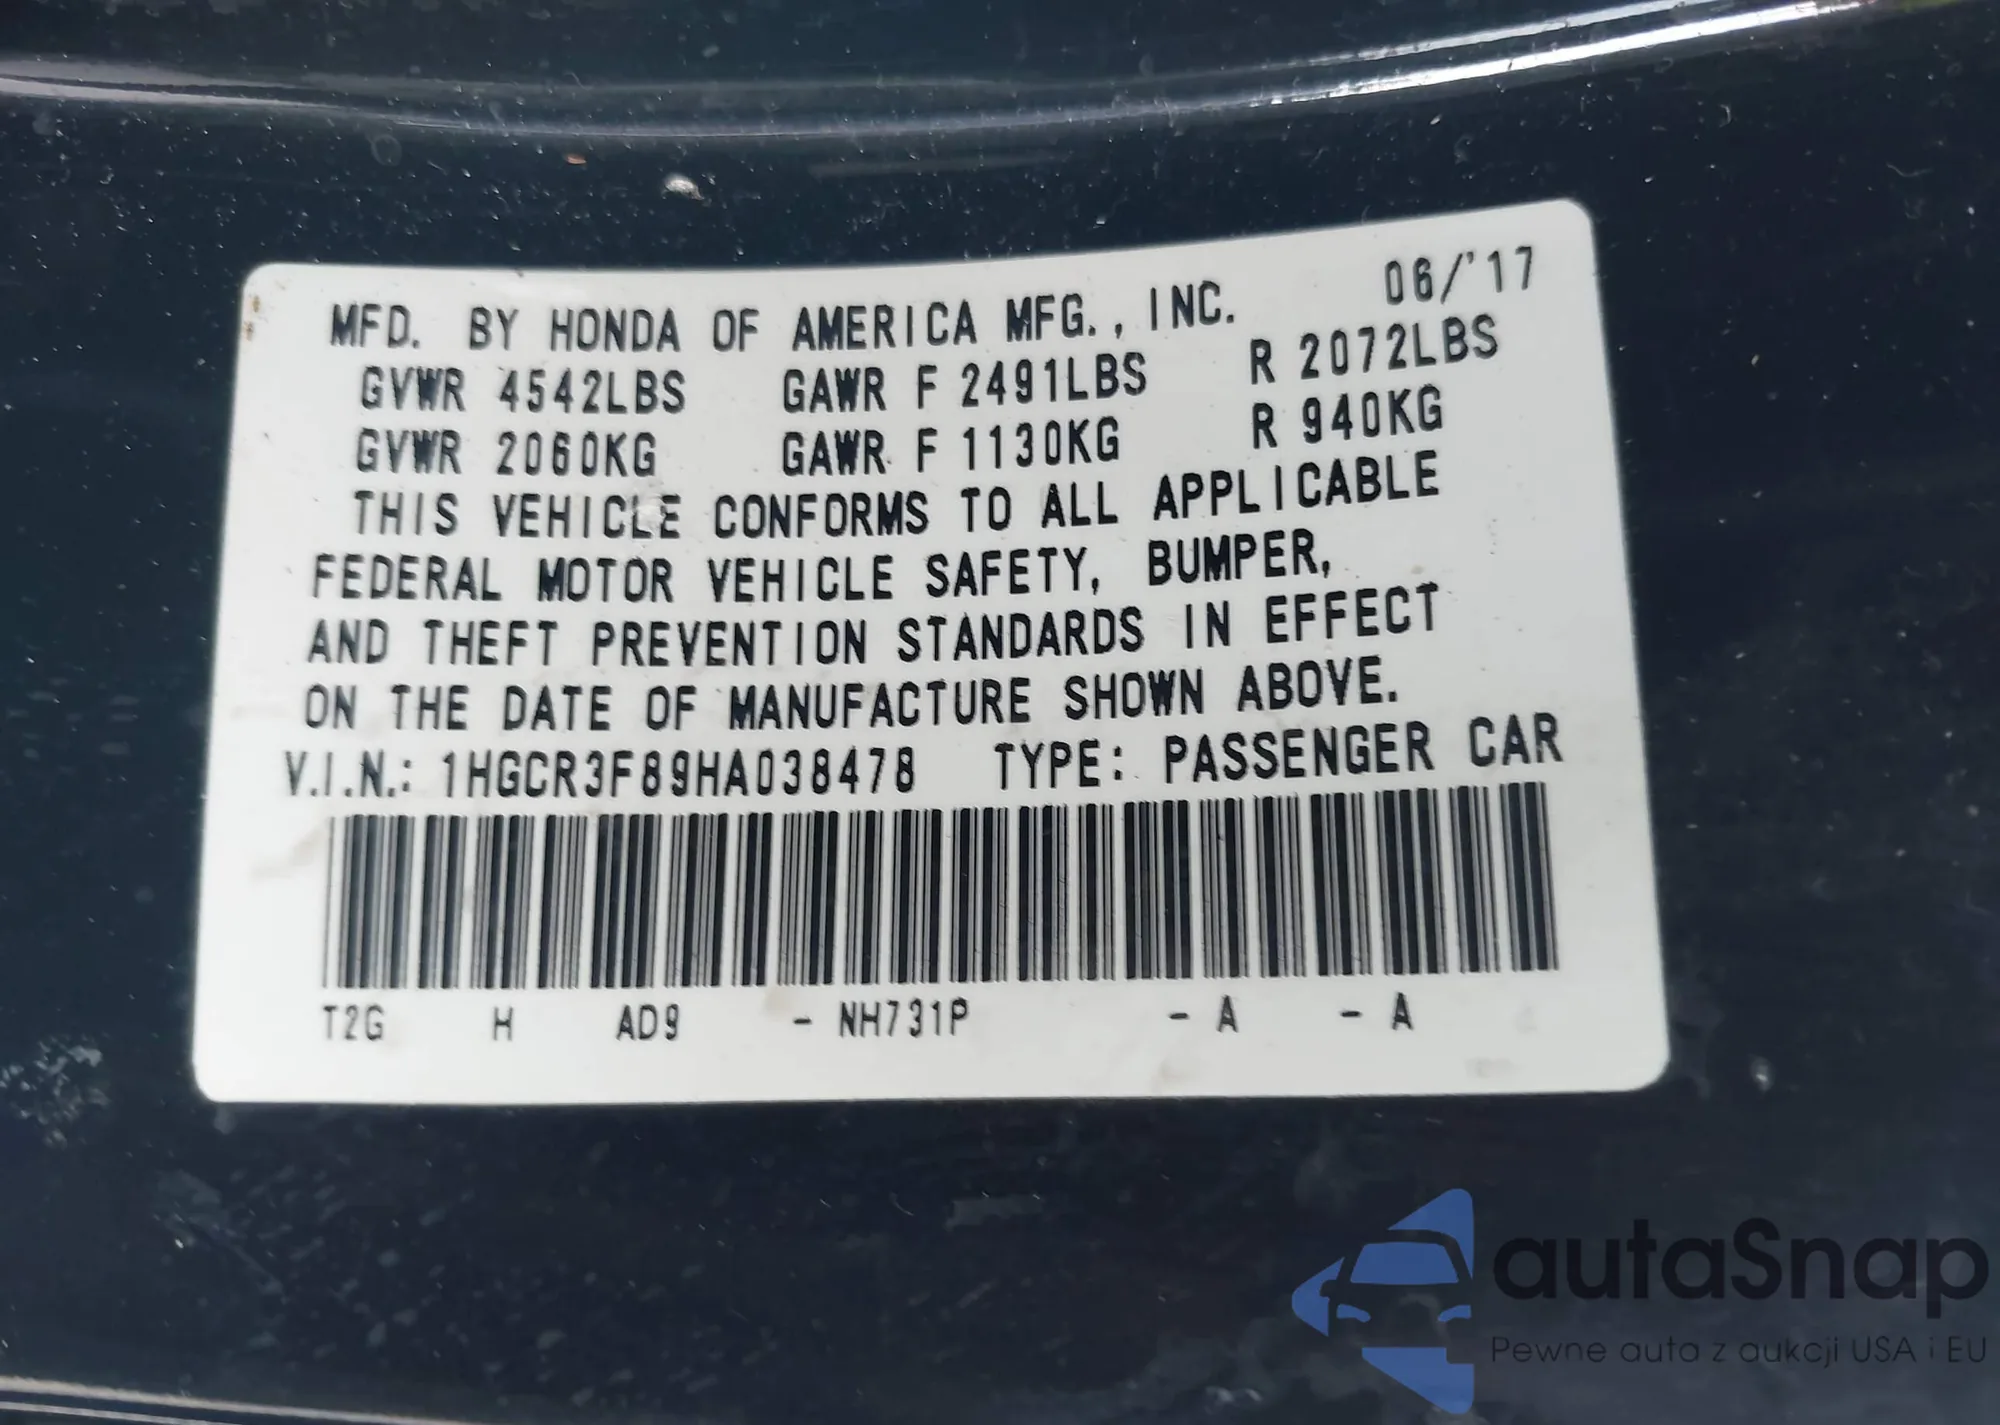 MFD. BY HONDA OF AMERICA MFG., INC. 06/'17
GVWR 4542LBS GAWR F 2491LBS R 2072LBS
GVWR 2060KG GAWR F 1130KG R 940KG
THIS VEHICLE CONFORMS TO ALL APPLICABLE
FEDERAL MOTOR VEHICLE SAFETY, BUMPER,
AND THEFT PREVENTION STANDARDS IN EFFECT
ON THE DATE OF MANUFACTURE SHOWN ABOVE.
V.I.N.: 1HGCR3F89HA038478 TYPE: PASSENGER CAR
T2G H AD9 - NH731P - A - A
autaSnap
Pewne auta z aukcji USA i EU